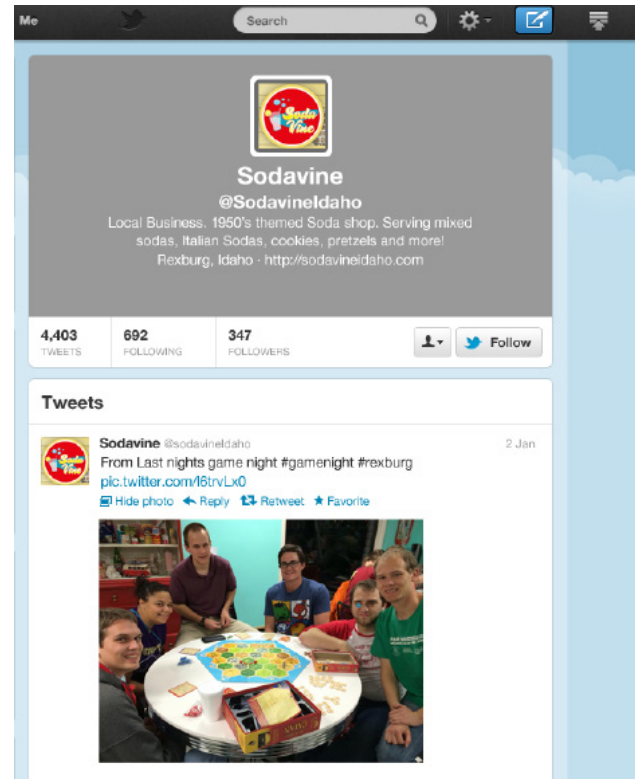 Me
Search
Soda
Vine
Sodavine
@SodavineIdaho
Local Business. 1950's themed Soda shop. Serving mixed
sodas, Italian Sodas, cookies, pretzels and more!
Rexburg, Idaho · http://sodavineidaho.com
4,403 692 347
TWEETS FOLLOWING FOLLOWERS
Follow
Tweets
Sodavine @sodavineIdaho 2 Jan
From Last nights game night #gamenight #rexburg
pic.twitter.com/l6trvLx0
Hide photo Reply Retweet Favorite